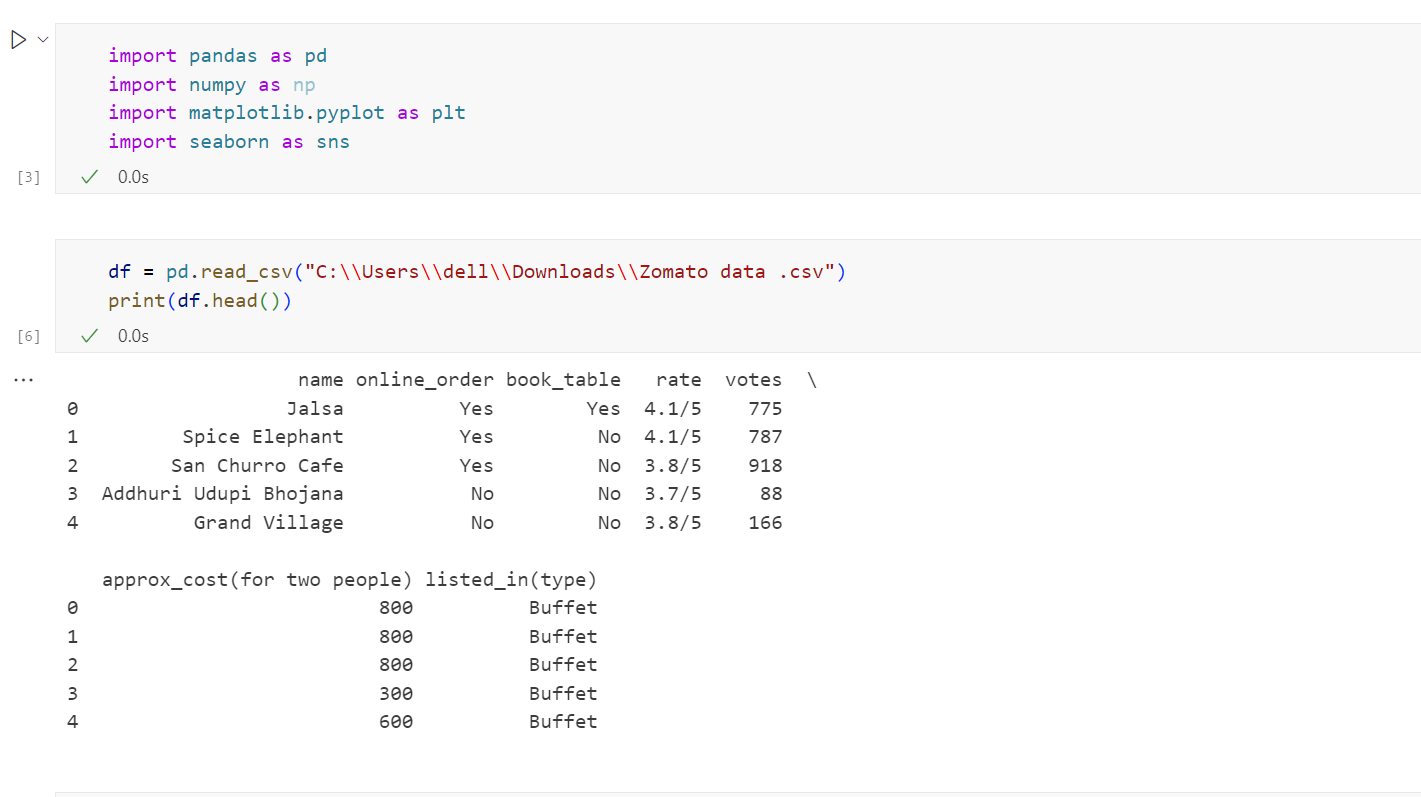 import pandas as pd
import numpy as np
import matplotlib.pyplot as plt
import seaborn as sns
[3] 0.0s
df = pd.read_csv("C:\\Users\\dell\\Downloads\\Zomato data .csv")
print(df.head())
[6] 0.0s
...                     name online_order book_table   rate  votes  \
0                  Jalsa          Yes        Yes  4.1/5    775
1         Spice Elephant          Yes         No  4.1/5    787
2        San Churro Cafe          Yes         No  3.8/5    918
3  Addhuri Udupi Bhojana           No         No  3.7/5     88
4          Grand Village           No         No  3.8/5    166
   approx_cost(for two people) listed_in(type)
0                          800          Buffet
1                          800          Buffet
2                          800          Buffet
3                          300          Buffet
4                          600          Buffet